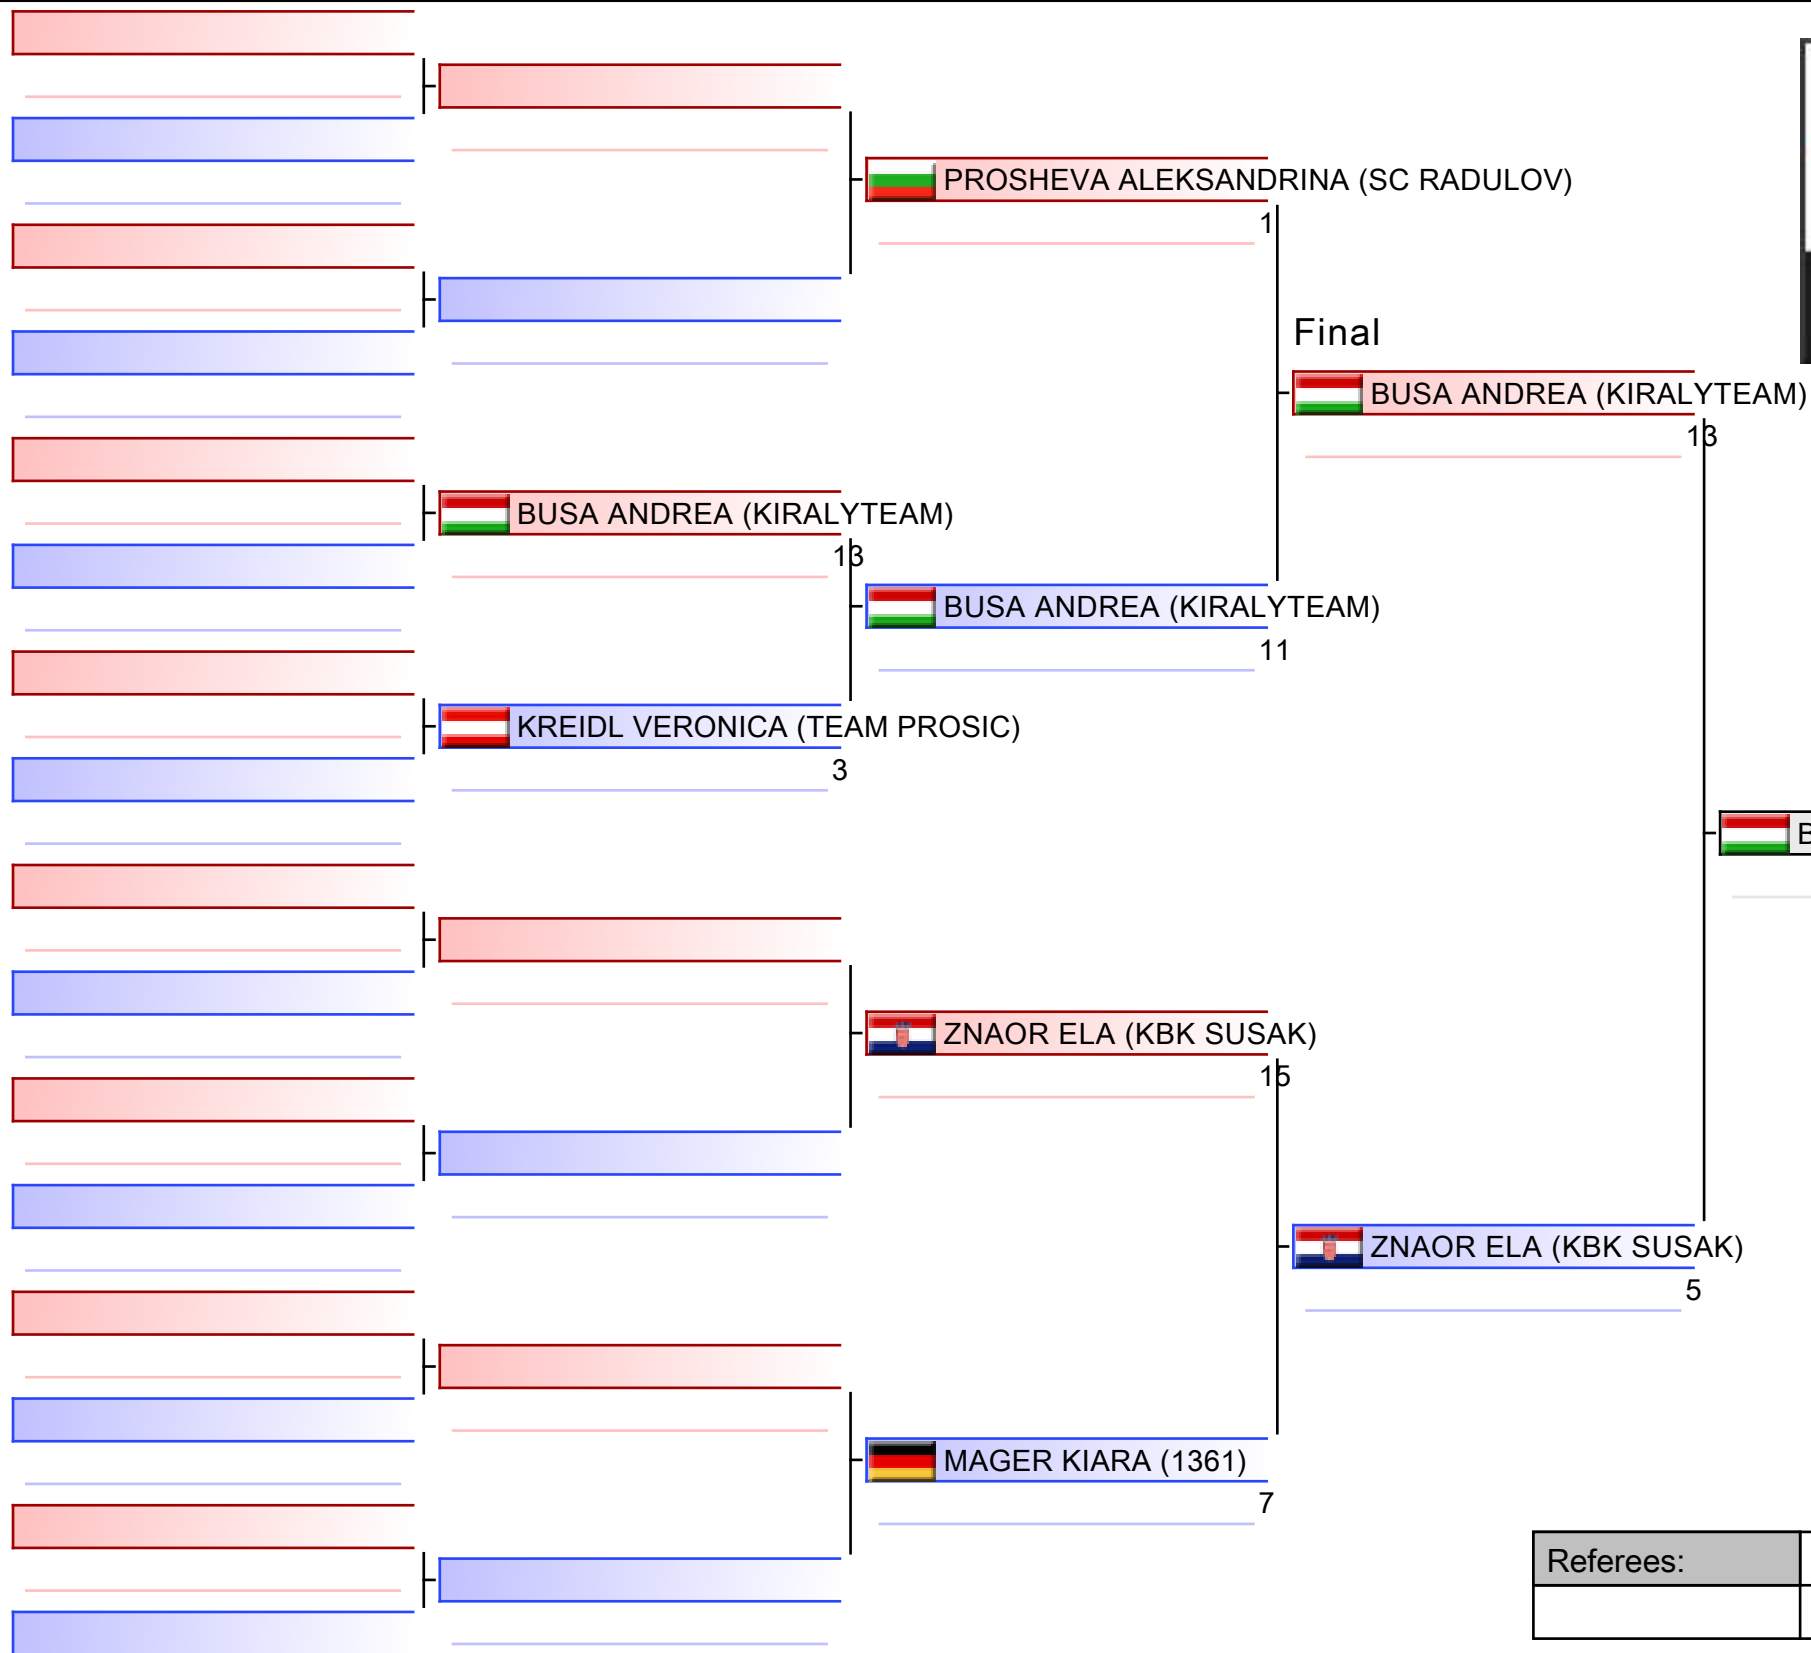 PROSHEVA ALEKSANDRINA (SC RADULOV)
1
Final
BUSA ANDREA (KIRALYTEAM)
13
BUSA ANDREA (KIRALYTEAM)
13
BUSA ANDREA (KIRALYTEAM)
11
KREIDL VERONICA (TEAM PROSIC)
3
B
ZNAOR ELA (KBK SUSAK)
15
ZNAOR ELA (KBK SUSAK)
5
MAGER KIARA (1361)
7
Referees: